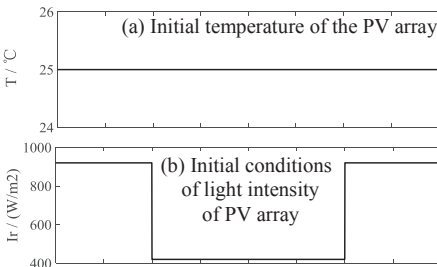 26
(a) Initial temperature of the PV array
T / ℃
25
24
1000
(b) Initial conditions
of light intensity
of PV array
Ir / (W/m2)
800
600
400